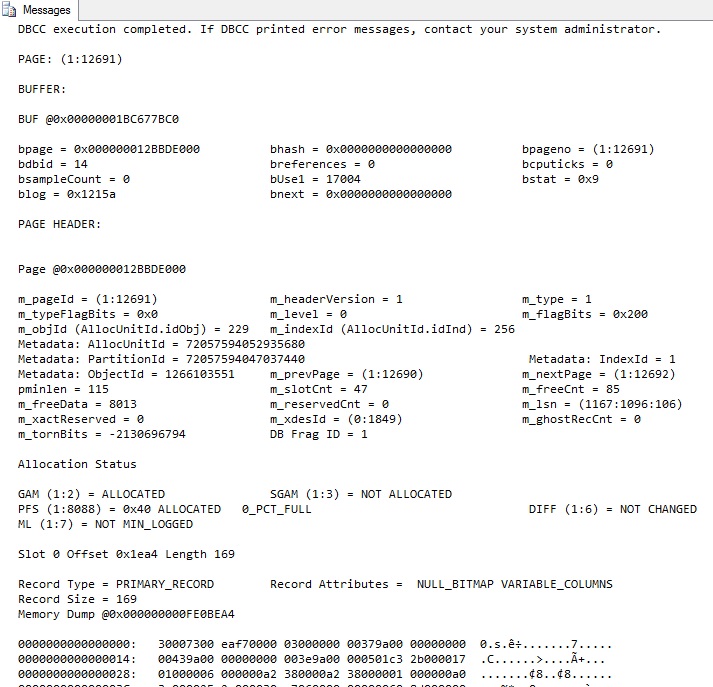 Messages
DBCC execution completed. If DBCC printed error messages, contact your system administrator.
PAGE: (1:12691)
BUFFER:
BUF @0x00000001BC677BC0
bpage = 0x000000012BBDE000 bhash = 0x0000000000000000 bpageno = (1:12691)
bdbid = 14 breferences = 0 bcputicks = 0
bsampleCount = 0 bUse1 = 17004 bstat = 0x9
blog = 0x1215a bnext = 0x0000000000000000
PAGE HEADER:
Page @0x000000012BBDE000
m_pageId = (1:12691) m_headerVersion = 1 m_type = 1
m_typeFlagBits = 0x0 m_level = 0 m_flagBits = 0x200
m_objId (AllocUnitId.idObj) = 229 m_indexId (AllocUnitId.idInd) = 256
Metadata: AllocUnitId = 72057594052935680
Metadata: PartitionId = 72057594047037440 Metadata: IndexId = 1
Metadata: ObjectId = 1266103551 m_prevPage = (1:12690) m_nextPage = (1:12692)
pminlen = 115 m_slotCnt = 47 m_freeCnt = 85
m_freeData = 8013 m_reservedCnt = 0 m_lsn = (1167:1096:106)
m_xactReserved = 0 m_xdesId = (0:1849) m_ghostRecCnt = 0
m_tornBits = -2130696794 DB Frag ID = 1
Allocation Status
GAM (1:2) = ALLOCATED SGAM (1:3) = NOT ALLOCATED
PFS (1:8088) = 0x40 ALLOCATED 0_PCT_FULL DIFF (1:6) = NOT CHANGED
ML (1:7) = NOT MIN_LOGGED
Slot 0 Offset 0x1ea4 Length 169
Record Type = PRIMARY_RECORD Record Attributes = NULL_BITMAP VARIABLE_COLUMNS
Record Size = 169
Memory Dump @0x000000000FE0BEA4
0000000000000000: 30007300 eaf70000 03000000 00379a00 00000000 0.s.ê÷.......7.....
0000000000000014: 00439a00 00000000 003e9a00 000501c3 2b000017 .C.......>....Ã+...
0000000000000028: 01000006 000000a2 380000a2 38000001 000000a0 .......¢8..¢8......